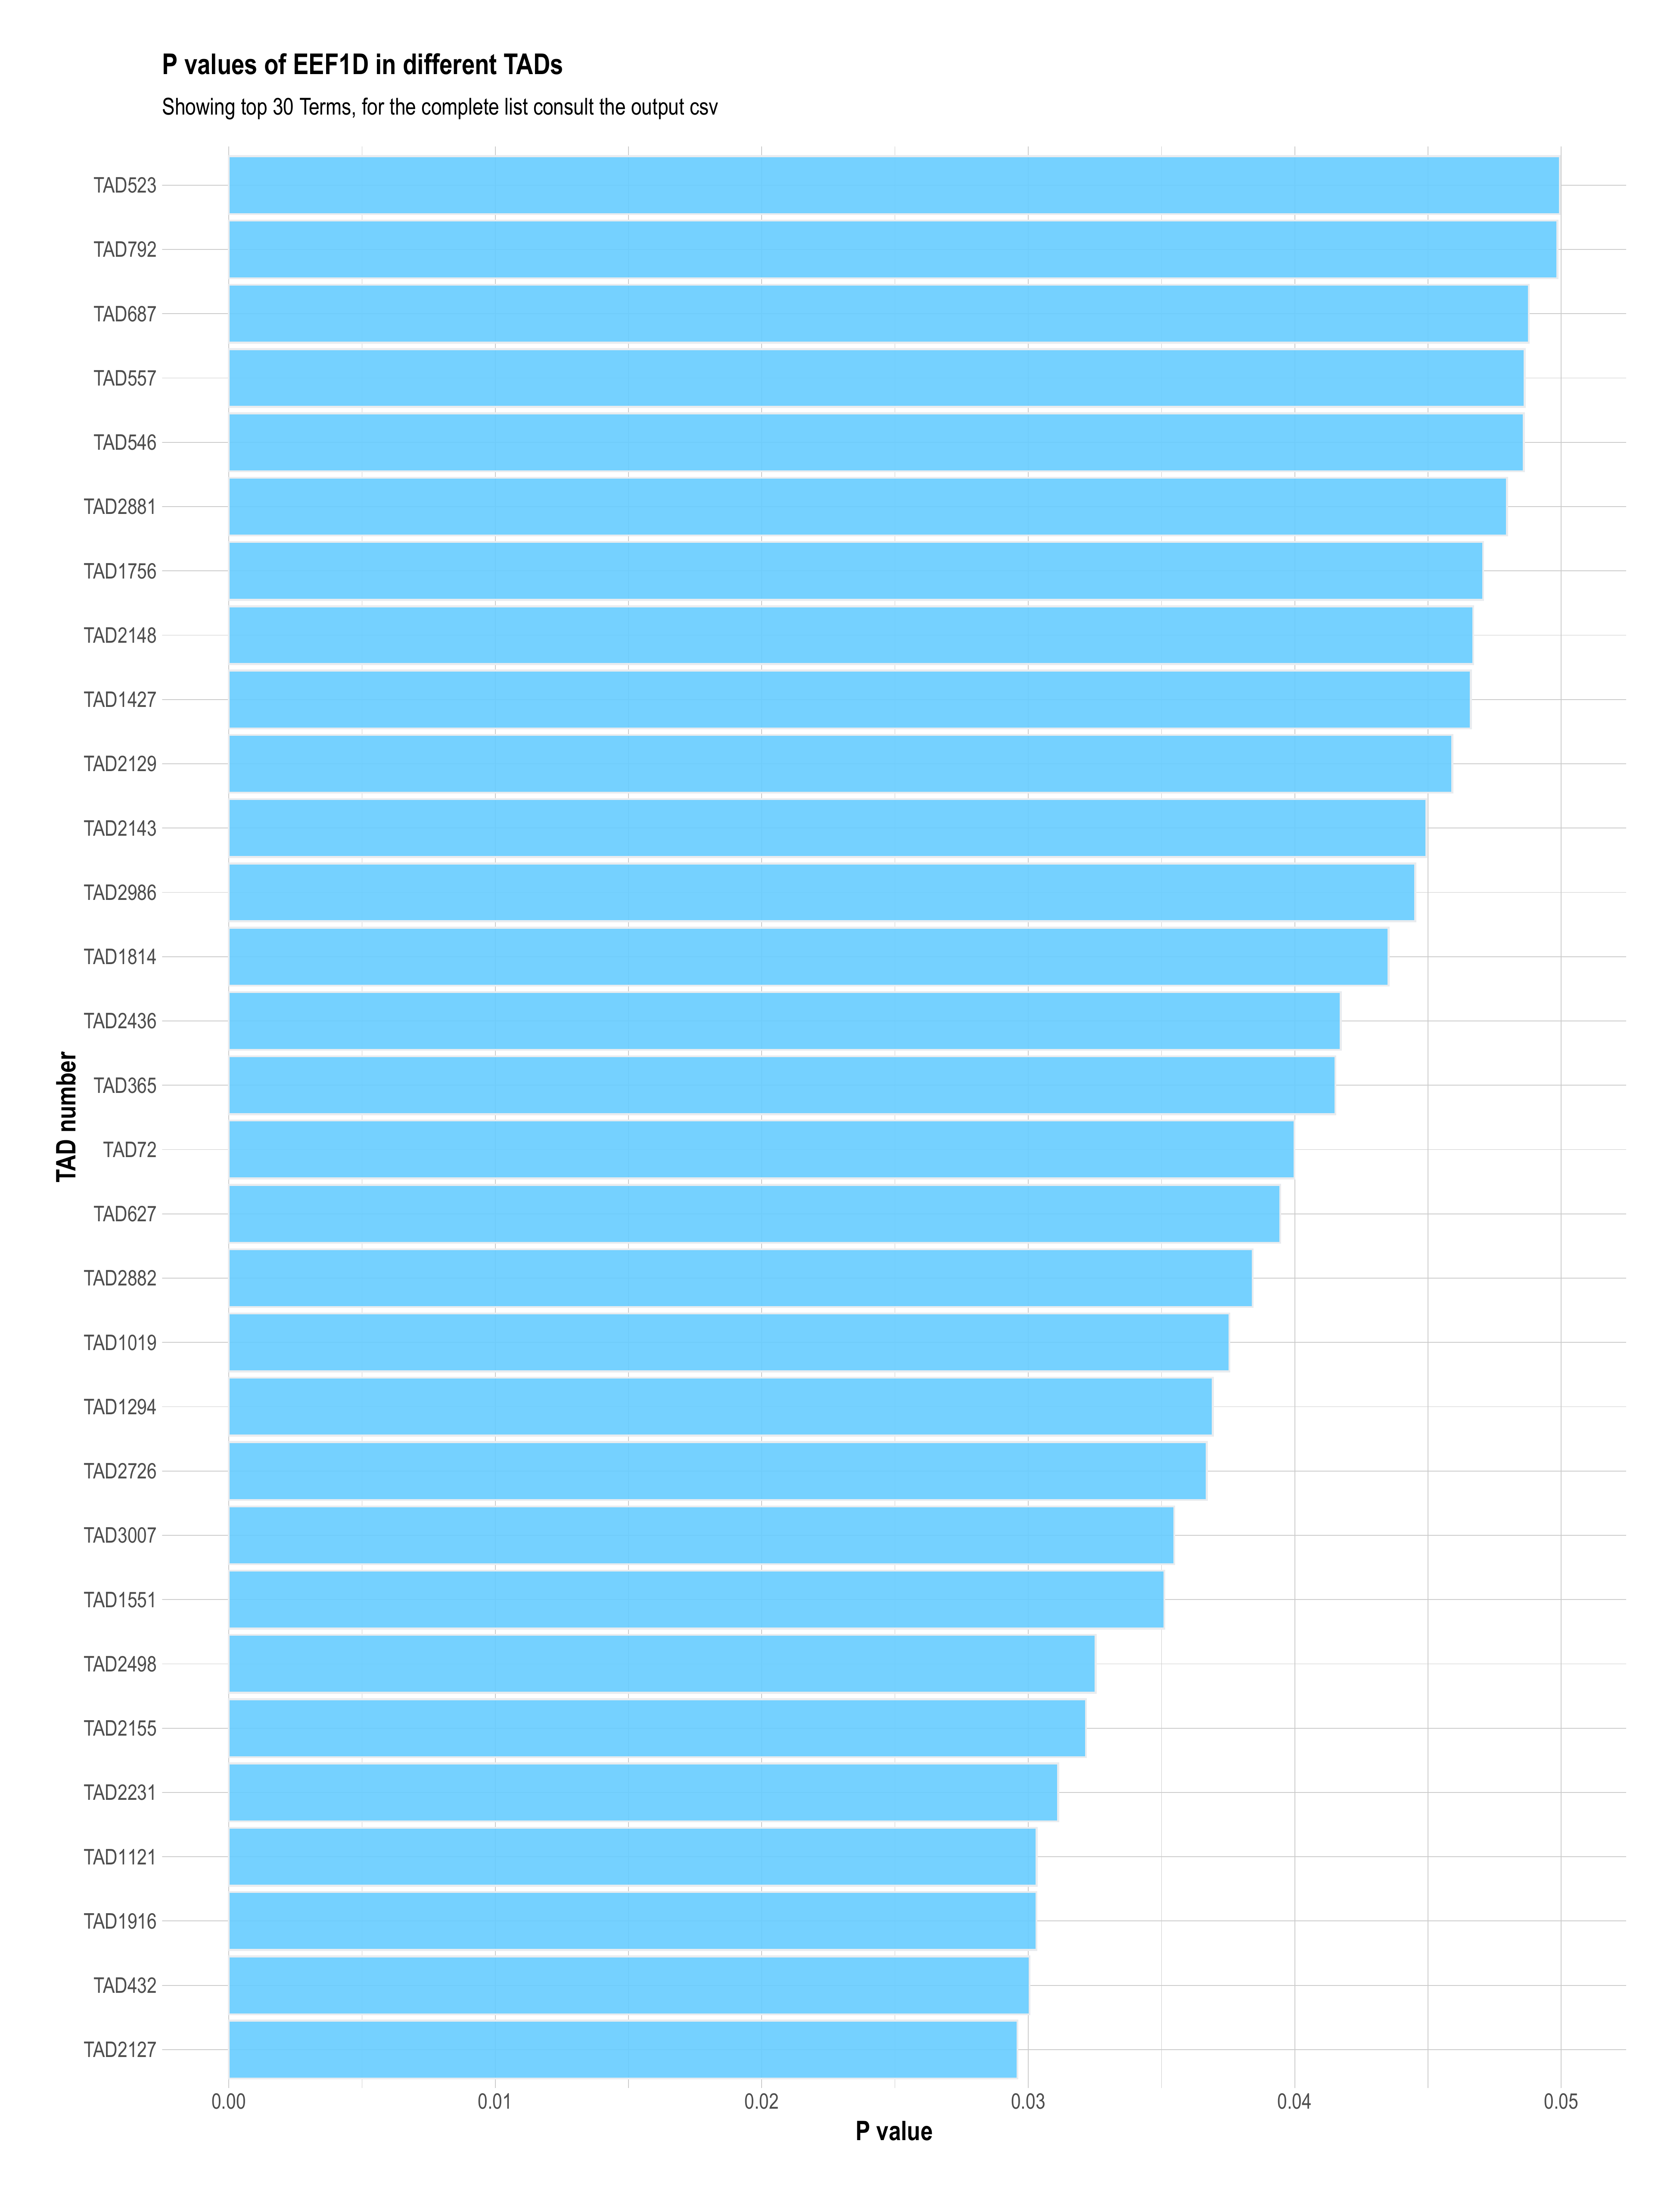 P values of EEF1D in different TADs
Showing top 30 Terms, for the complete list consult the output csv
TAD number
TAD523
TAD792
TAD687
TAD557
TAD546
TAD2881
TAD1756
TAD2148
TAD1427
TAD2129
TAD2143
TAD2986
TAD1814
TAD2436
TAD365
TAD72
TAD627
TAD2882
TAD1019
TAD1294
TAD2726
TAD3007
TAD1551
TAD2498
TAD2155
TAD2231
TAD1121
TAD1916
TAD432
TAD2127
0.00 0.01 0.02 0.03 0.04 0.05
P value